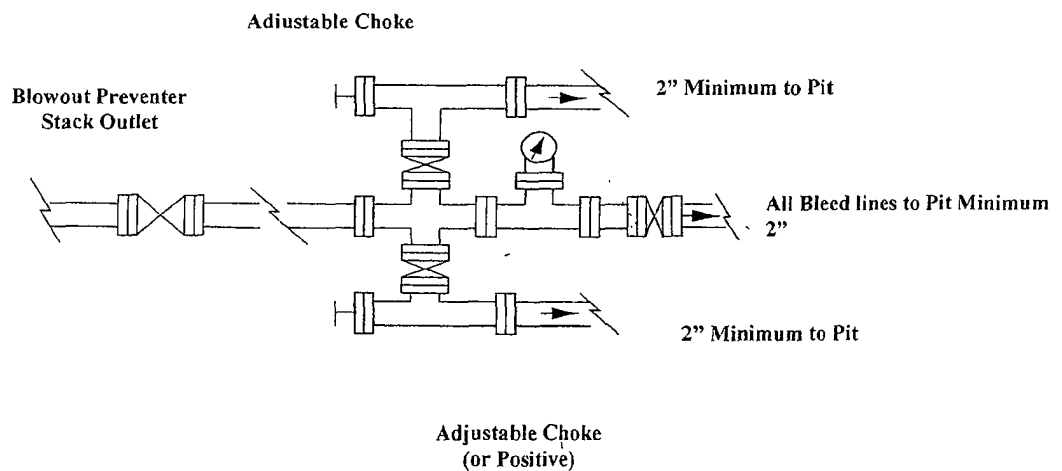 Adiustable Choke
Blowout Preventer
Stack Outlet
2” Minimum to Pit
All Bleed lines to Pit Minimum
2”
2” Minimum to Pit
Adjustable Choke
(or Positive)